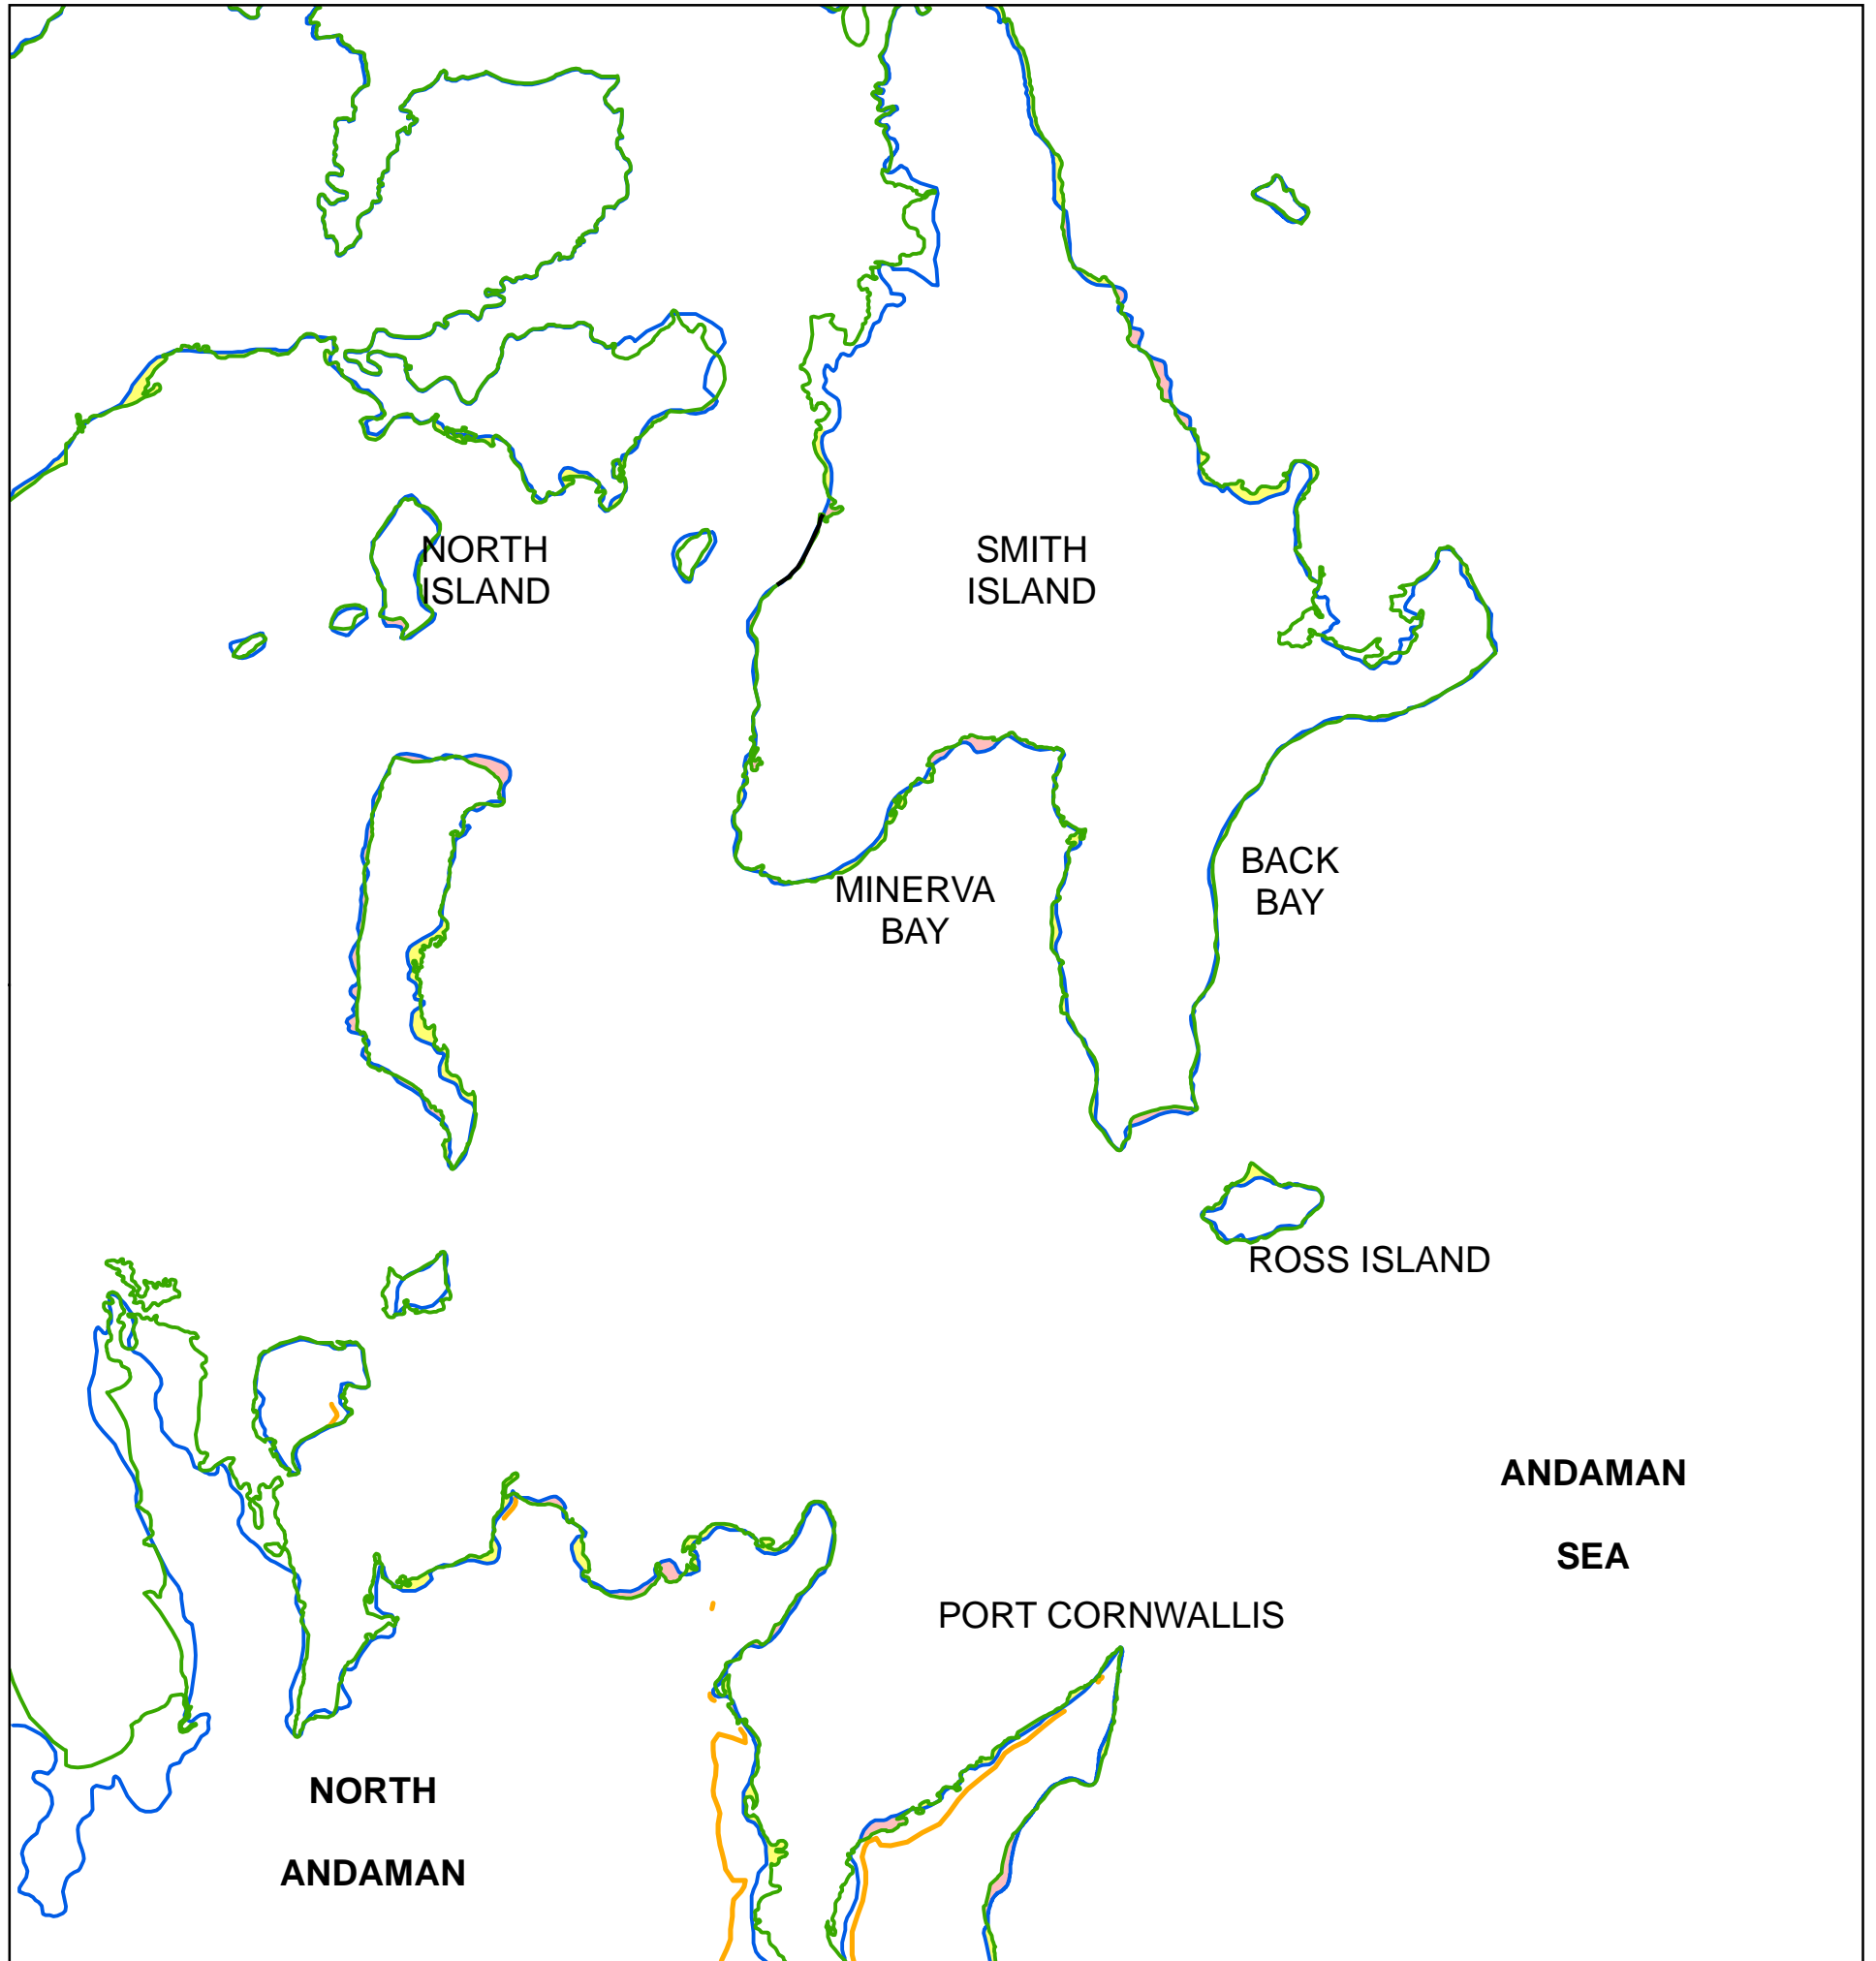 NORTH
ISLAND
SMITH
ISLAND
BACK
BAY
MINERVA
BAY
ROSS ISLAND
ANDAMAN
SEA
PORT CORNWALLIS
NORTH
ANDAMAN